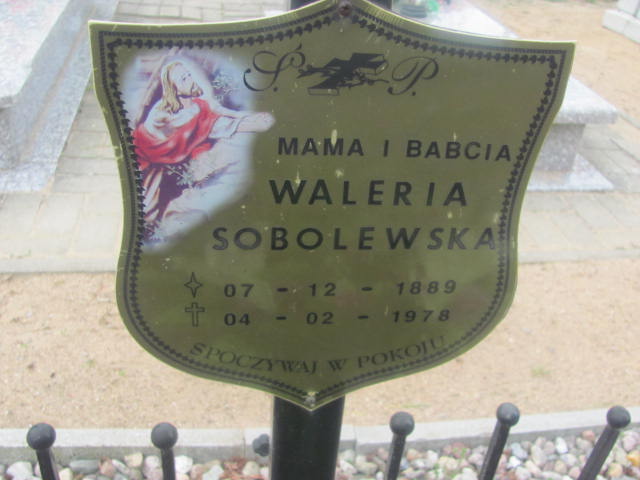 Ś. P.
MAMA I BABCIA
WALERIA
SOBOLEWSKA
07 - 12 - 1889
04 - 02 - 1978
SPOCZYWAJ W POKOJU